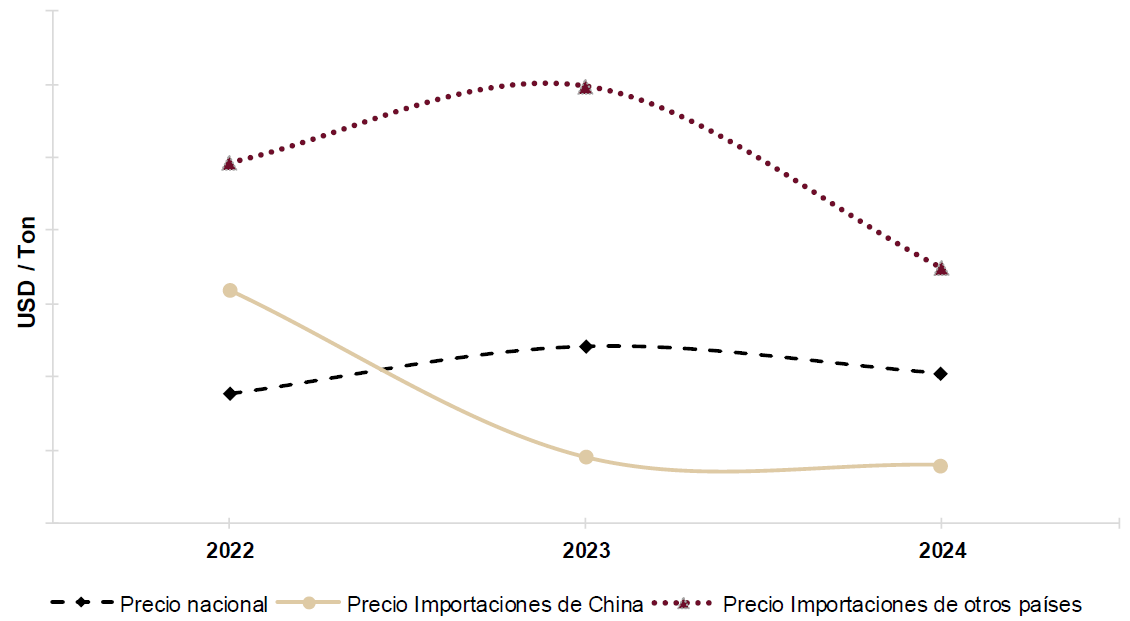 USD / Ton
2022 2023 2024
Precio nacional Precio Importaciones de China Precio Importaciones de otros países